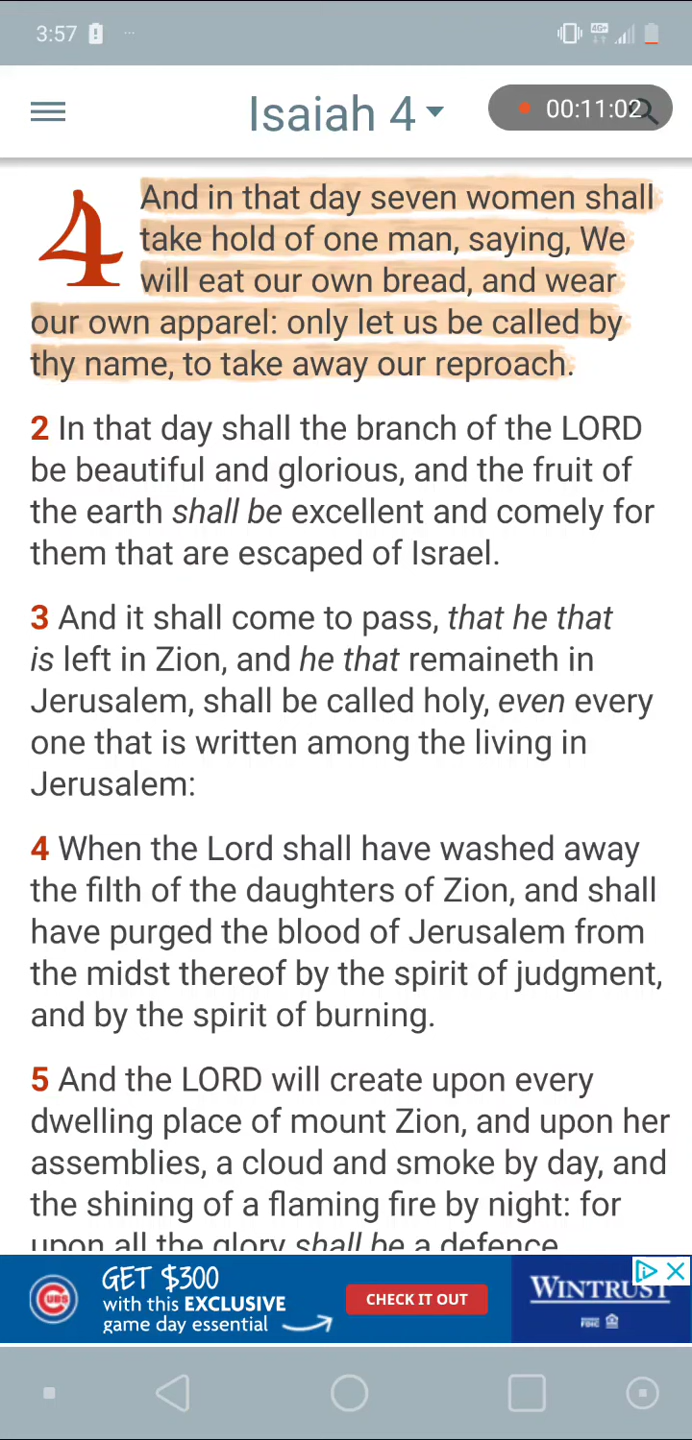 3:57
4G+
Isaiah 4
00:11:02
4 And in that day seven women shall
take hold of one man, saying, We
will eat our own bread, and wear
our own apparel: only let us be called by
thy name, to take away our reproach.
2 In that day shall the branch of the LORD
be beautiful and glorious, and the fruit of
the earth shall be excellent and comely for
them that are escaped of Israel.
3 And it shall come to pass, that he that
is left in Zion, and he that remaineth in
Jerusalem, shall be called holy, even every
one that is written among the living in
Jerusalem:
4 When the Lord shall have washed away
the filth of the daughters of Zion, and shall
have purged the blood of Jerusalem from
the midst thereof by the spirit of judgment,
and by the spirit of burning.
5 And the LORD will create upon every
dwelling place of mount Zion, and upon her
assemblies, a cloud and smoke by day, and
the shining of a flaming fire by night: for
upon all the glory shall be a defence
CUBS
GET $300
with this EXCLUSIVE
game day essential
CHECK IT OUT
WINTRUST
FDIC